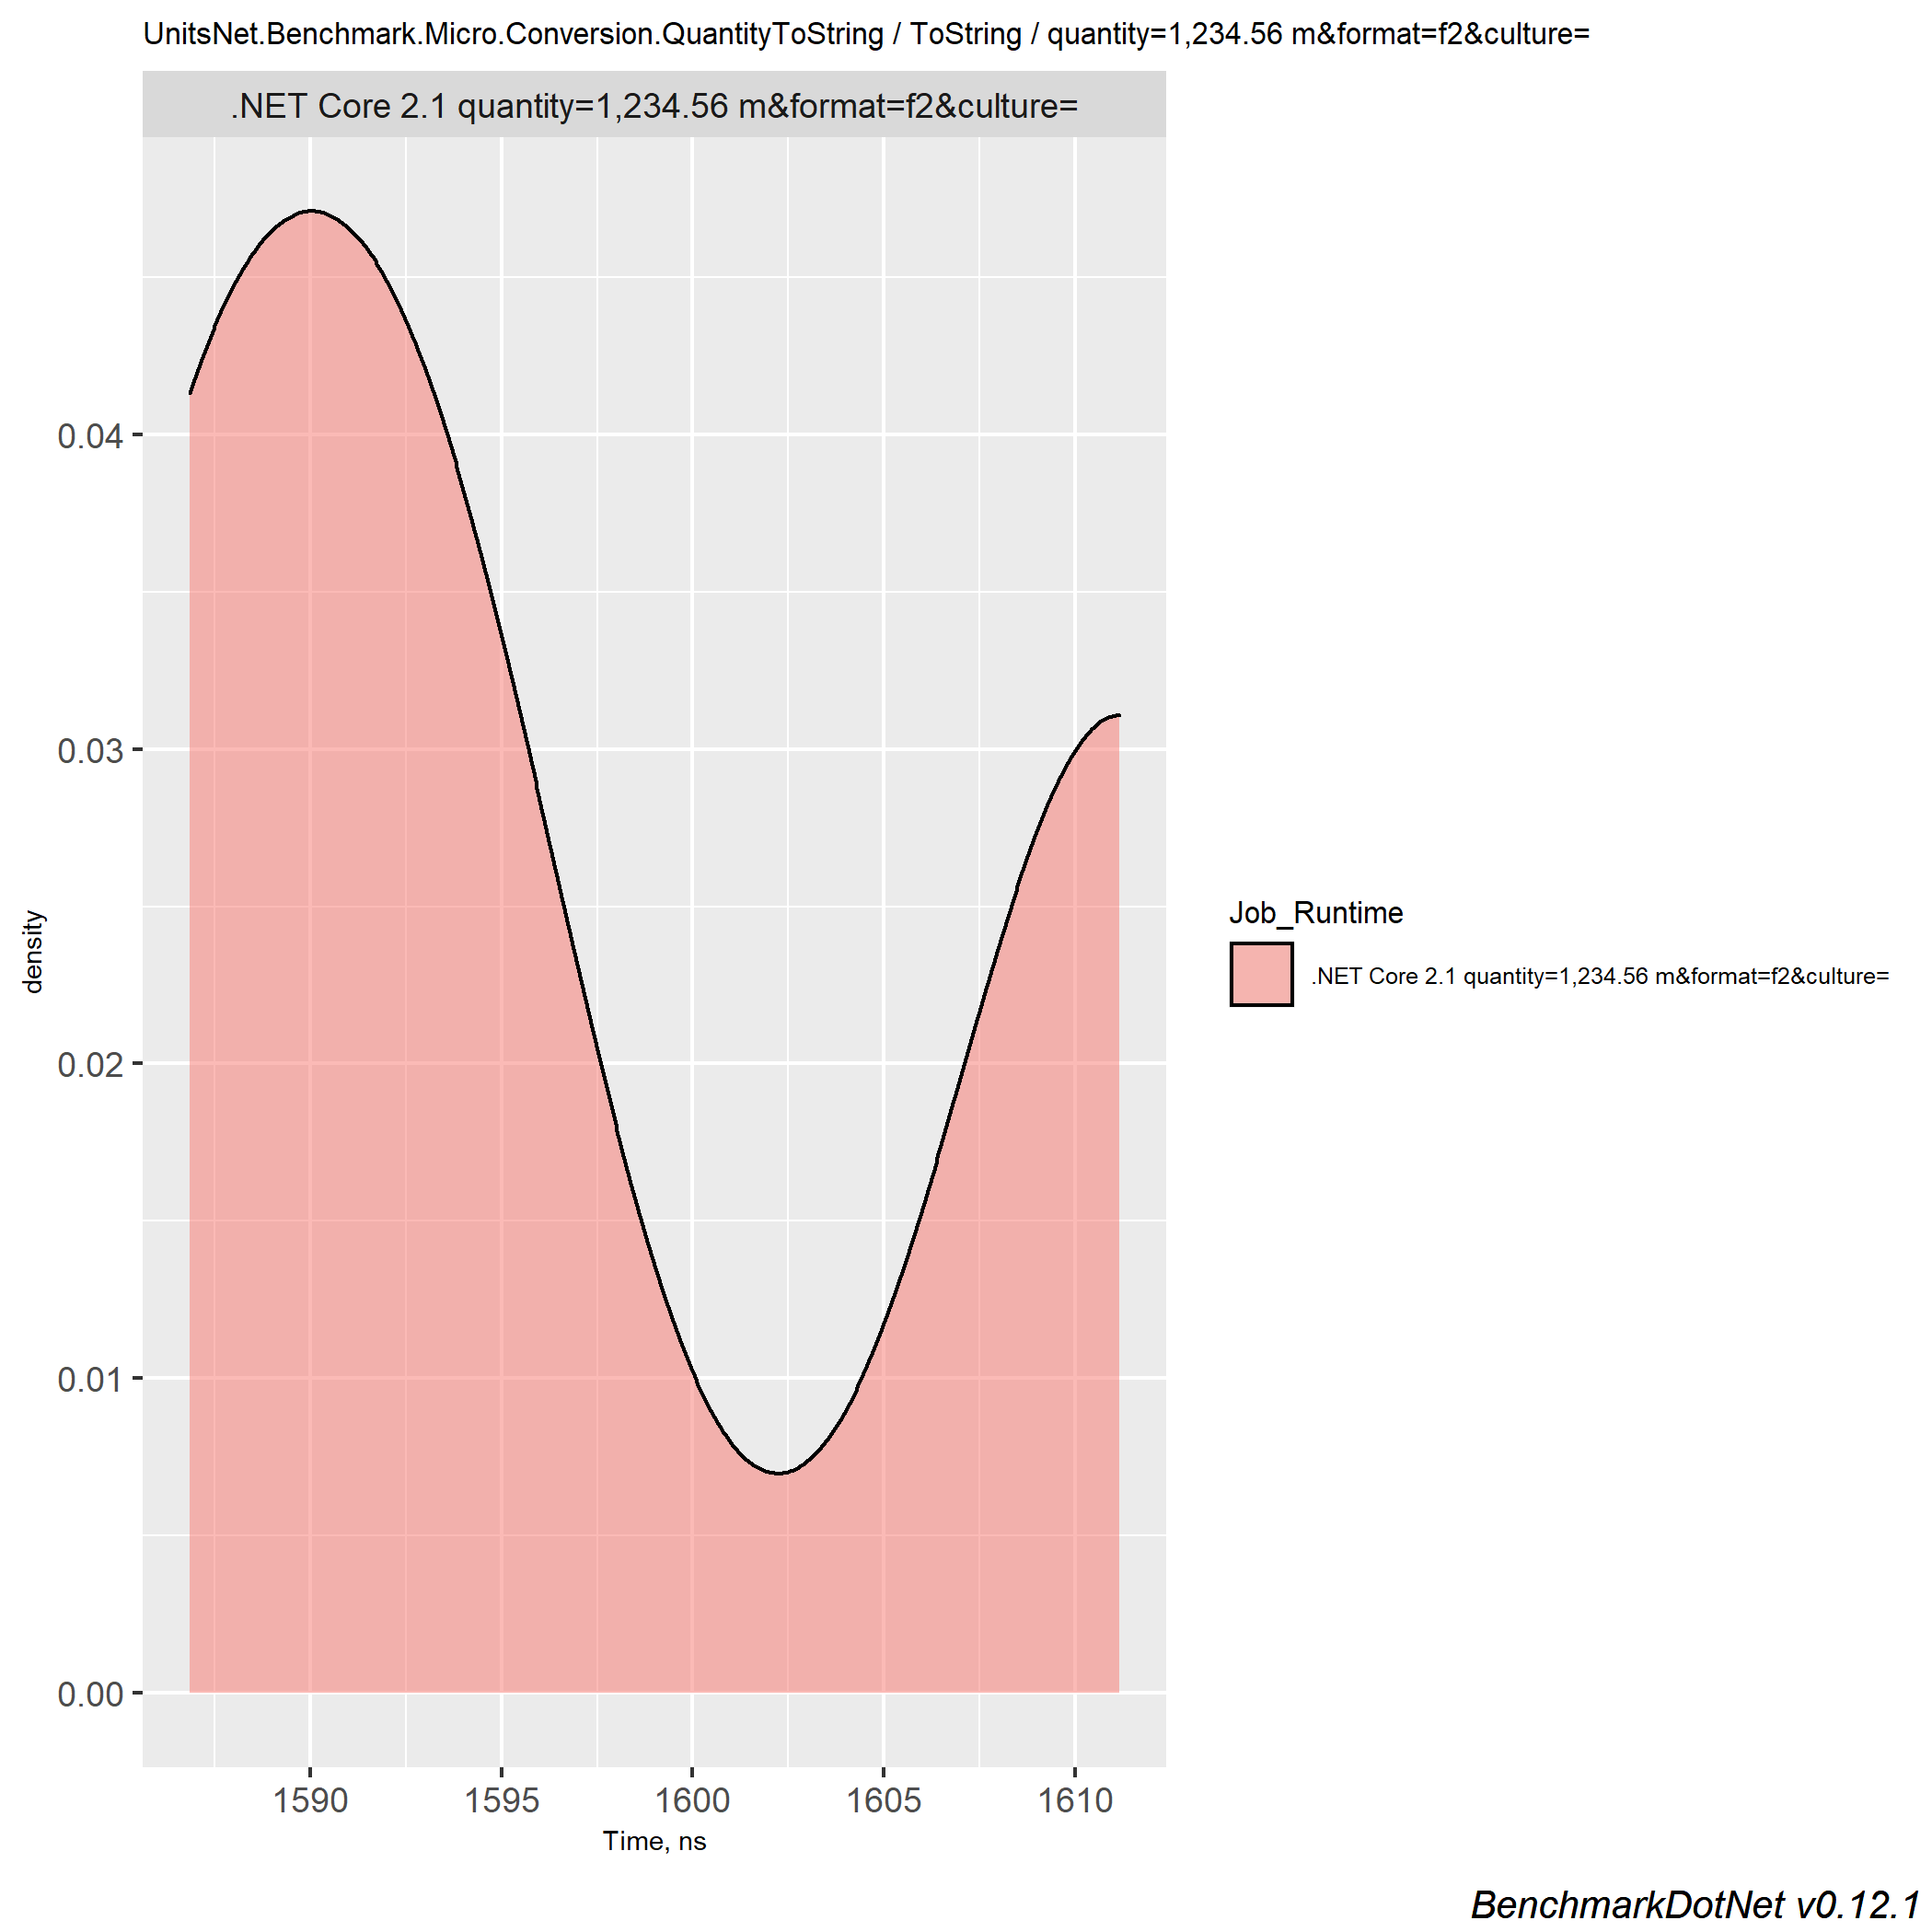 UnitsNet.Benchmark.Micro.Conversion.QuantityToString / ToString / quantity=1,234.56 m&format=f2&culture=
.NET Core 2.1 quantity=1,234.56 m&format=f2&culture=
0.04
0.03
0.02
0.01
0.00
density
1590 1595 1600 1605 1610
Time, ns
Job_Runtime
.NET Core 2.1 quantity=1,234.56 m&format=f2&culture=
BenchmarkDotNet v0.12.1